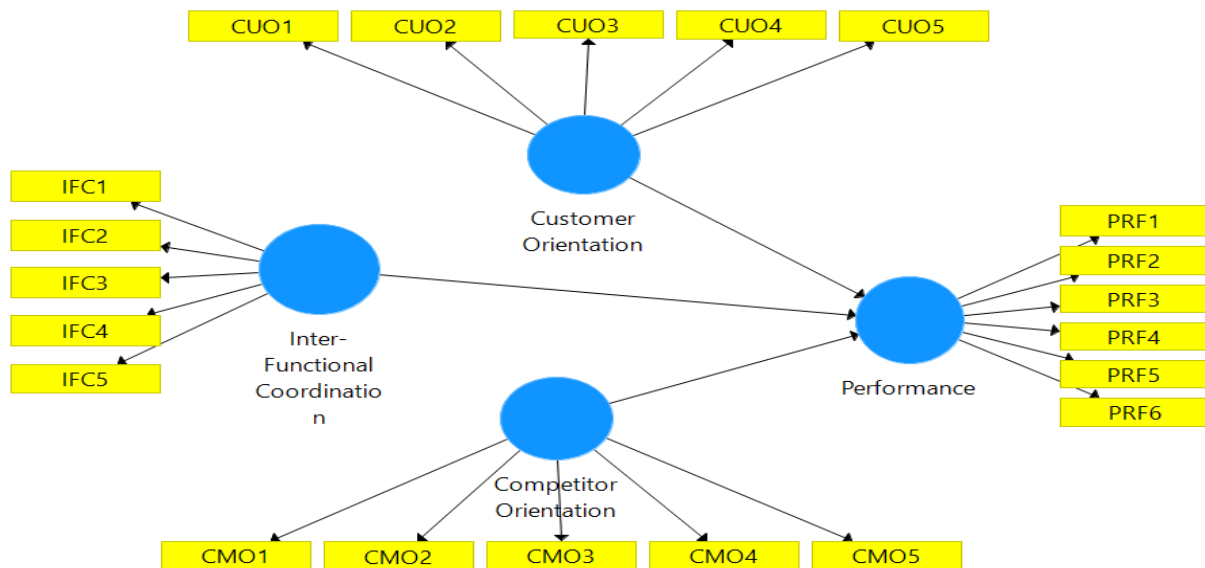 CUO1
CUO2
CUO3
CUO4
CUO5
Customer
Orientation
IFC1
IFC2
IFC3
IFC4
IFC5
Inter-
Functional
Coordinatio
n
PRF1
PRF2
PRF3
PRF4
PRF5
PRF6
Performance
Competitor
Orientation
CMO1
CMO2
CMO3
CMO4
CMO5